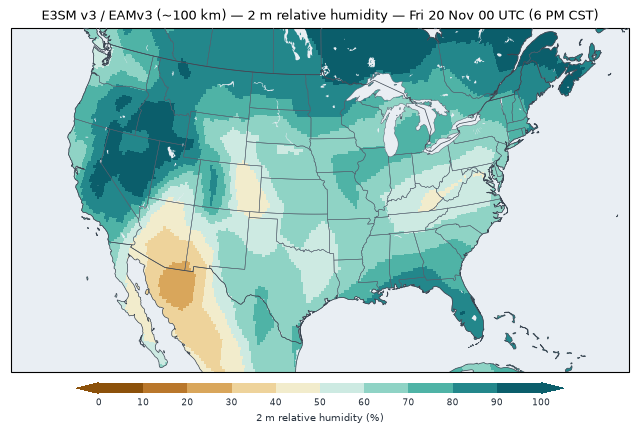 E3SM v3 / EAMv3 (~100 km) — 2 m relative humidity — Fri 20 Nov 00 UTC (6 PM CST)
0 10 20 30 40 50 60 70 80 90 100
2 m relative humidity (%)